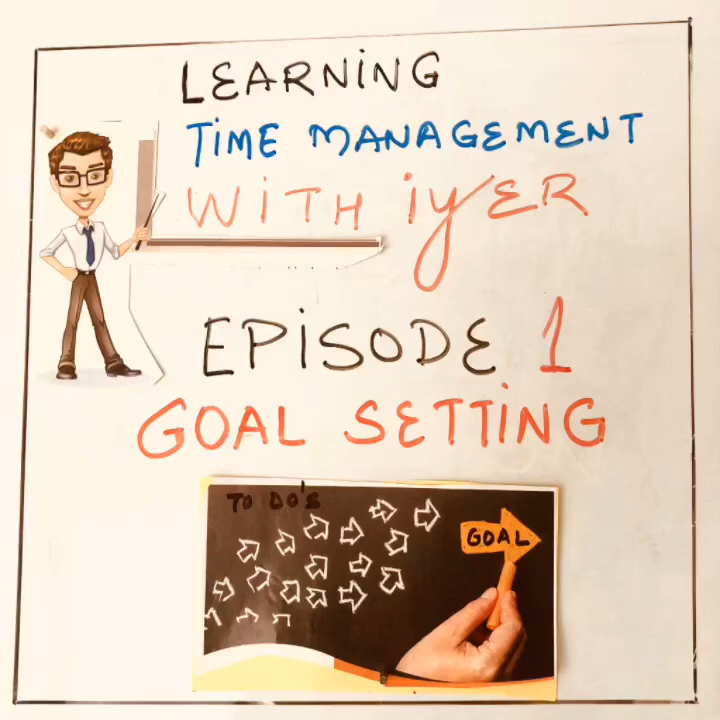 LEARNING
TIME MANAGEMENT
WITH iYER
EPISODE 1
GOAL SETTING
TO DO'S
GOAL